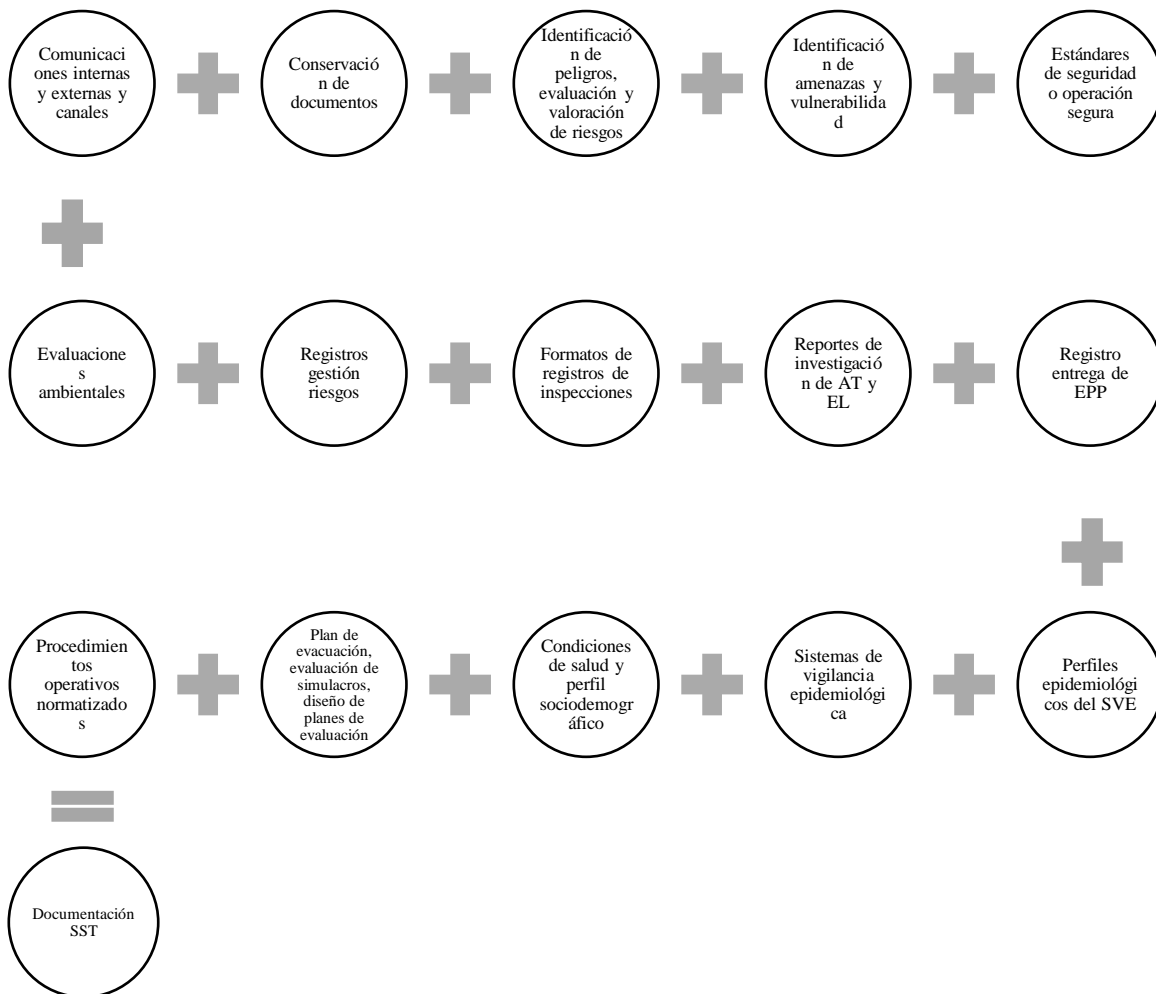 Comunicaci
ones internas
y externas y
canales
Conservació
n de
documentos
Identificació
n de
peligros,
evaluación y
valoración
de riesgos
Identificació
n de
amenazas y
vulnerabilida
d
Estándares
de seguridad
o operación
segura
Evaluacione
s
ambientales
Registros
gestión
riesgos
Formatos de
registros de
inspecciones
Reportes de
investigació
n de AT y
EL
Registro
entrega de
EPP
Procedimien
tos
operativos
normatizado
s
Plan de
evacuación,
evaluación de
simulacros,
diseño de
planes de
evaluación
Condiciones
de salud y
perfil
sociodemogr
áfico
Sistemas de
vigilancia
epidemiológi
ca
Perfiles
epidemiológi
cos del SVE
Documentación
SST